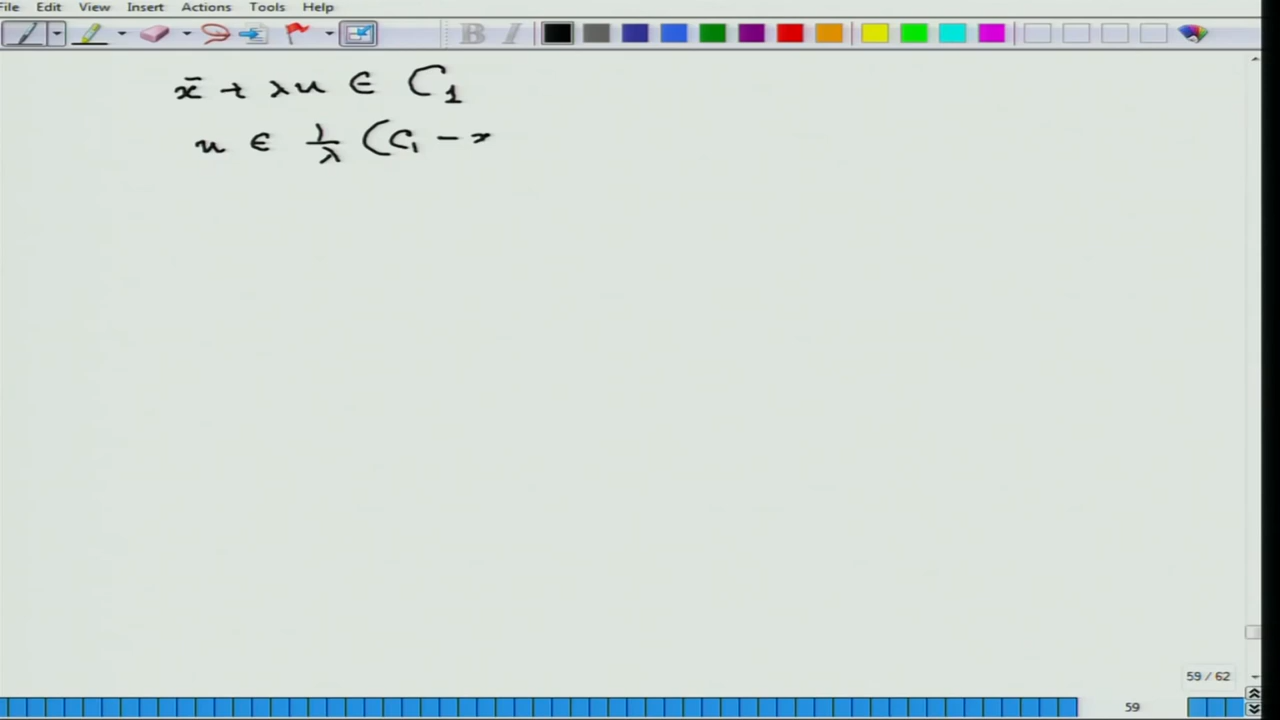 File Edit View Insert Actions Tools Help
B I
x̄ + λu ∈ C₁
u ∈ 1/λ (C₁ - x
59 / 62
59